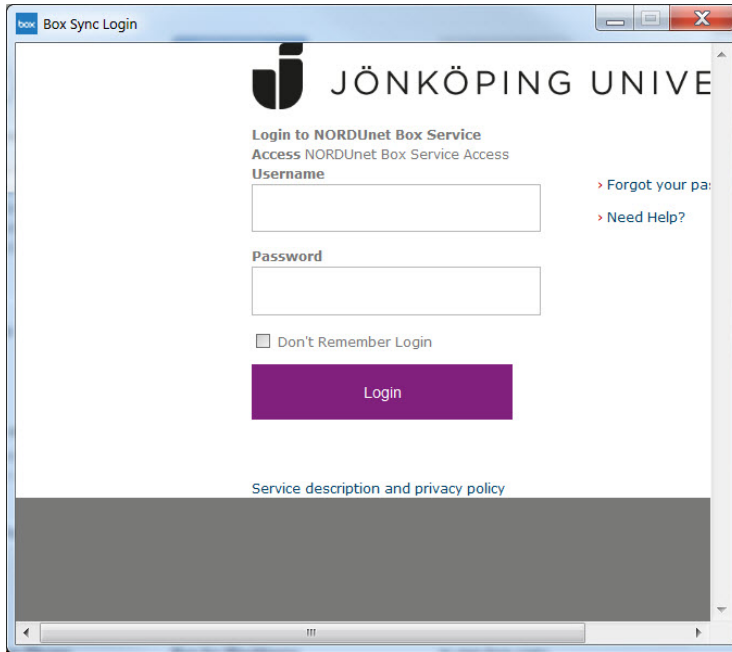 box Box Sync Login
JÖNKÖPING UNIVE
Login to NORDUnet Box Service
Access NORDUnet Box Service Access
Username
› Forgot your pa
› Need Help?
Password
Don't Remember Login
Login
Service description and privacy policy